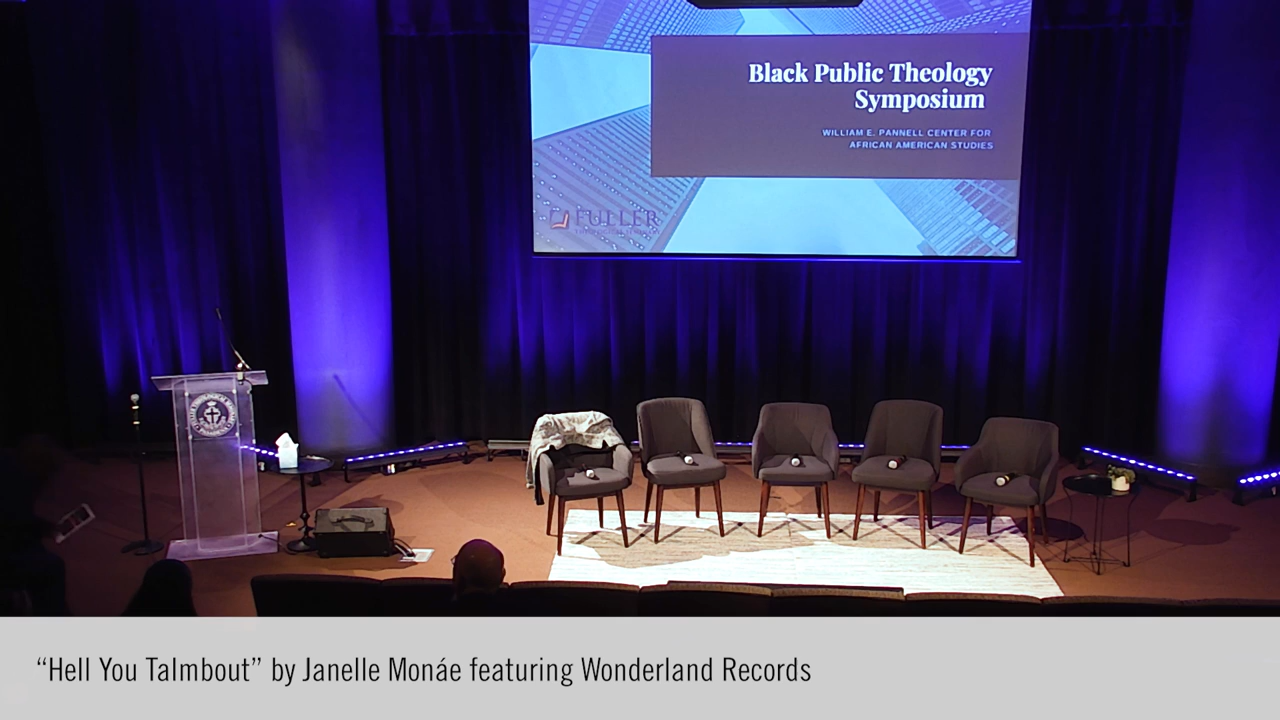 Black Public Theology
Symposium
WILLIAM E. PANNELL CENTER FOR
AFRICAN AMERICAN STUDIES
FULLER
“Hell You Talmbout” by Janelle Monáe featuring Wonderland Records